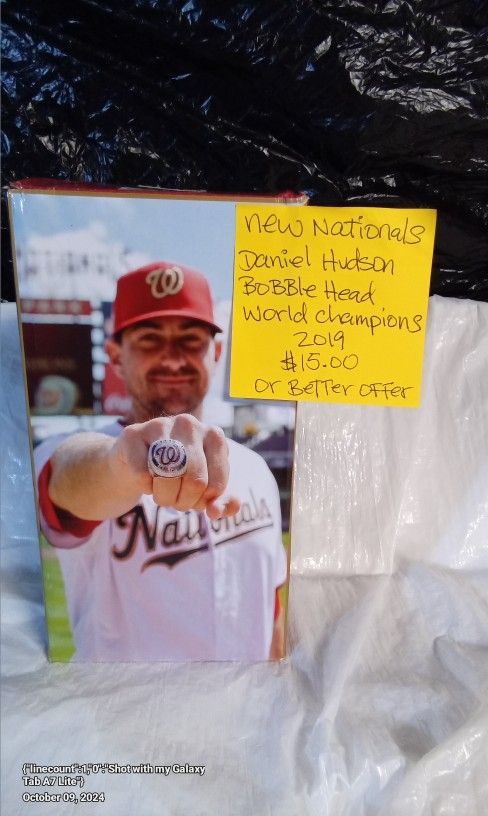 new Nationals
Daniel Hudson
BoBBle Head
World Champions
2019
$15.00
or Better offer
NATIONALS
W
W
Nationals
{"linecount":1,"0":"Shot with my Galaxy
Tab A7 Lite"}
October 09, 2024